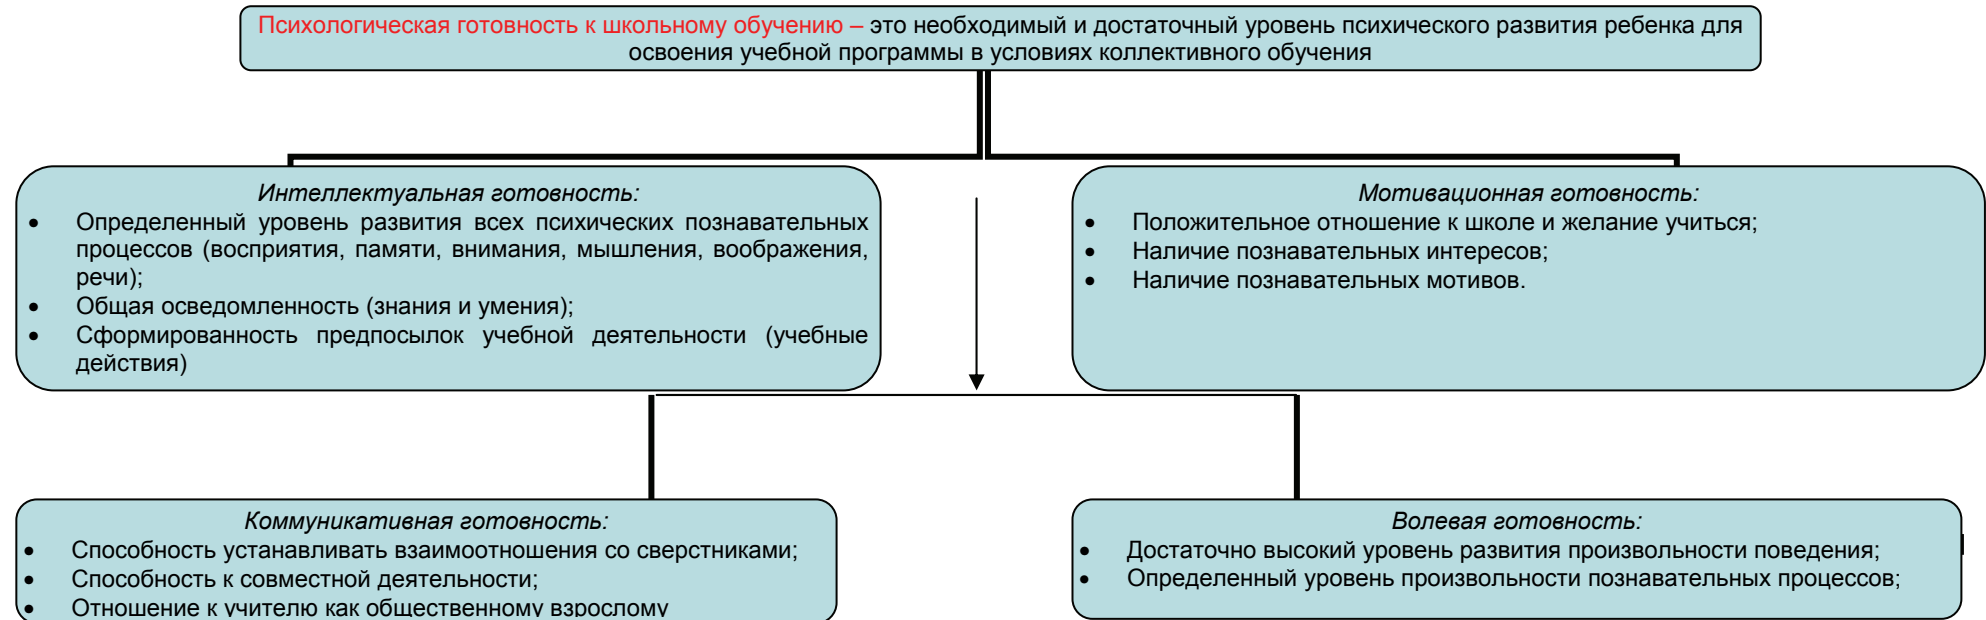 Психологическая готовность к школьному обучению – это необходимый и достаточный уровень психического развития ребенка для
освоения учебной программы в условиях коллективного обучения
Интеллектуальная готовность:
• Определенный уровень развития всех психических познавательных
процессов (восприятия, памяти, внимания, мышления, воображения,
речи);
• Общая осведомленность (знания и умения);
• Сформированность предпосылок учебной деятельности (учебные
действия)
Мотивационная готовность:
• Положительное отношение к школе и желание учиться;
• Наличие познавательных интересов;
• Наличие познавательных мотивов.
Коммуникативная готовность:
• Способность устанавливать взаимоотношения со сверстниками;
• Способность к совместной деятельности;
• Отношение к учителю как общественному взрослому
Волевая готовность:
• Достаточно высокий уровень развития произвольности поведения;
• Определенный уровень произвольности познавательных процессов;